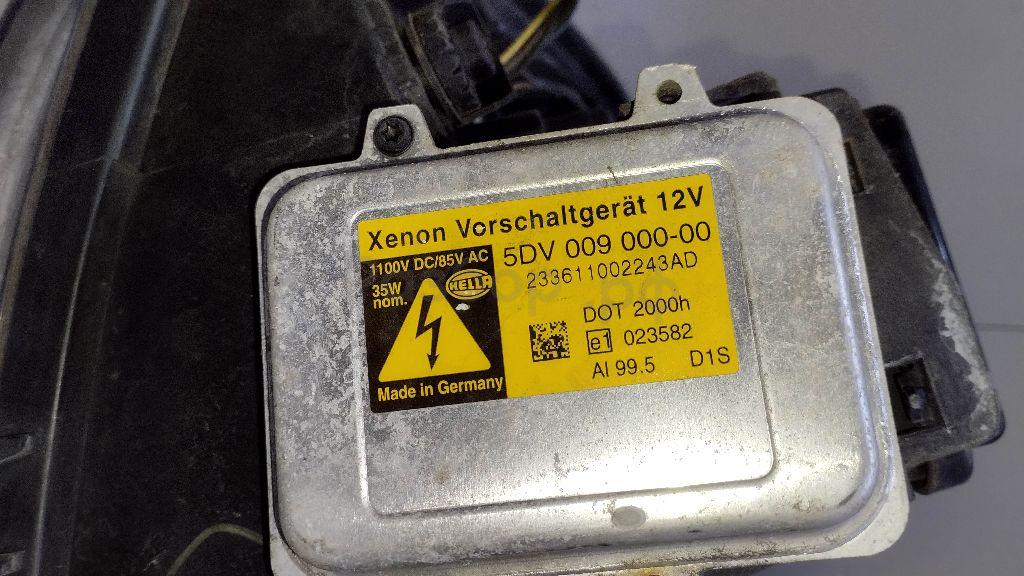 Xenon Vorschaltgerät 12V
1100V DC/85V AC
35W
nom.
HELLA
Made in Germany
5DV 009 000-00
233611002243AD
DOT 2000h
e1 023582
Al 99.5 D1S